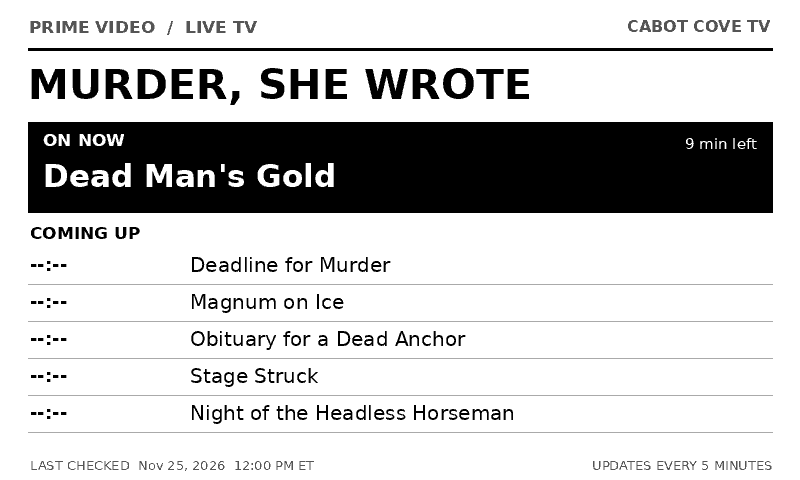 PRIME VIDEO / LIVE TV
CABOT COVE TV
MURDER, SHE WROTE
ON NOW
9 min left
Dead Man's Gold
COMING UP
--:-- Deadline for Murder
--:-- Magnum on Ice
--:-- Obituary for a Dead Anchor
--:-- Stage Struck
--:-- Night of the Headless Horseman
LAST CHECKED Nov 25, 2026 12:00 PM ET
UPDATES EVERY 5 MINUTES